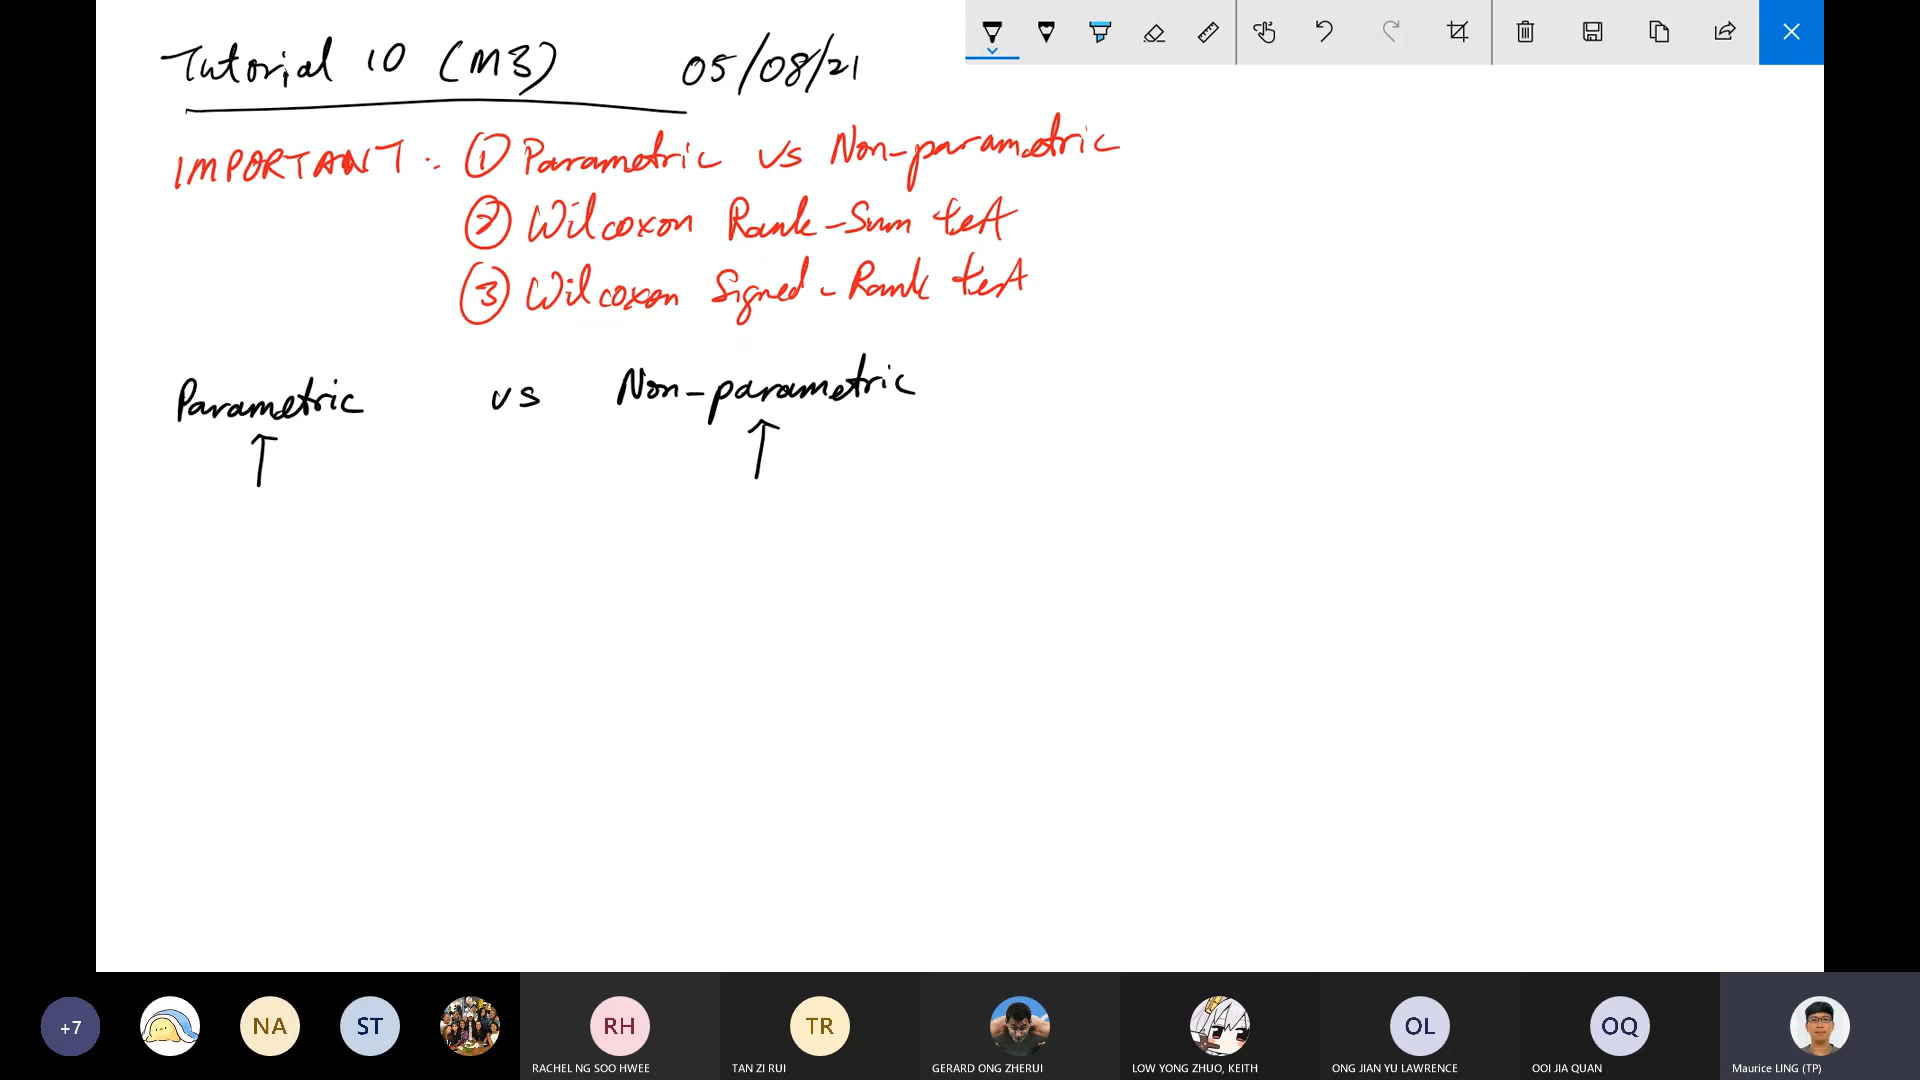 Tutorial 10 (M3) 05/08/21
IMPORTANT : ① Parametric vs Non-parametric
② Wilcoxon Rank-Sum test
③ Wilcoxon Signed-Rank test
Parametric vs Non-parametric
+7 NA ST RH TR OL OQ
RACHEL NG SOO HWEE TAN ZI RUI GERARD ONG ZHERUI LOW YONG ZHUO, KEITH ONG JIAN YU LAWRENCE OOI JIA QUAN Maurice LING (TP)